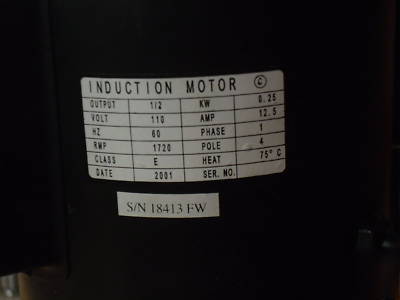 INDUCTION MOTOR ©
OUTPUT 1/2 KW 0.25
VOLT 110 AMP 12.5
HZ 60 PHASE 1
RMP 1720 POLE 4
CLASS E HEAT 75° C
DATE 2001 SER. NO.
S/N 18413 FW